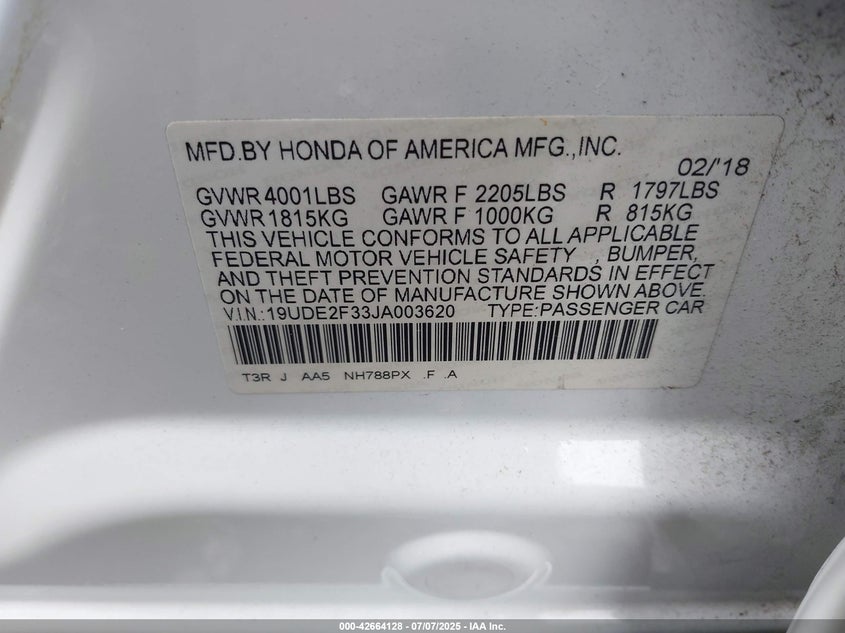 MFD.BY HONDA OF AMERICA MFG.,INC.
02/'18
GVWR 4001LBS GAWR F 2205LBS R 1797LBS
GVWR 1815KG GAWR F 1000KG R 815KG
THIS VEHICLE CONFORMS TO ALL APPLICABLE
FEDERAL MOTOR VEHICLE SAFETY , BUMPER,
AND THEFT PREVENTION STANDARDS IN EFFECT
ON THE DATE OF MANUFACTURE SHOWN ABOVE.
V.I.N.:19UDE2F33JA003620 TYPE:PASSENGER CAR
T3R J AA5 NH788PX .F .A
000-42664128 - 07/07/2025 - IAA Inc.